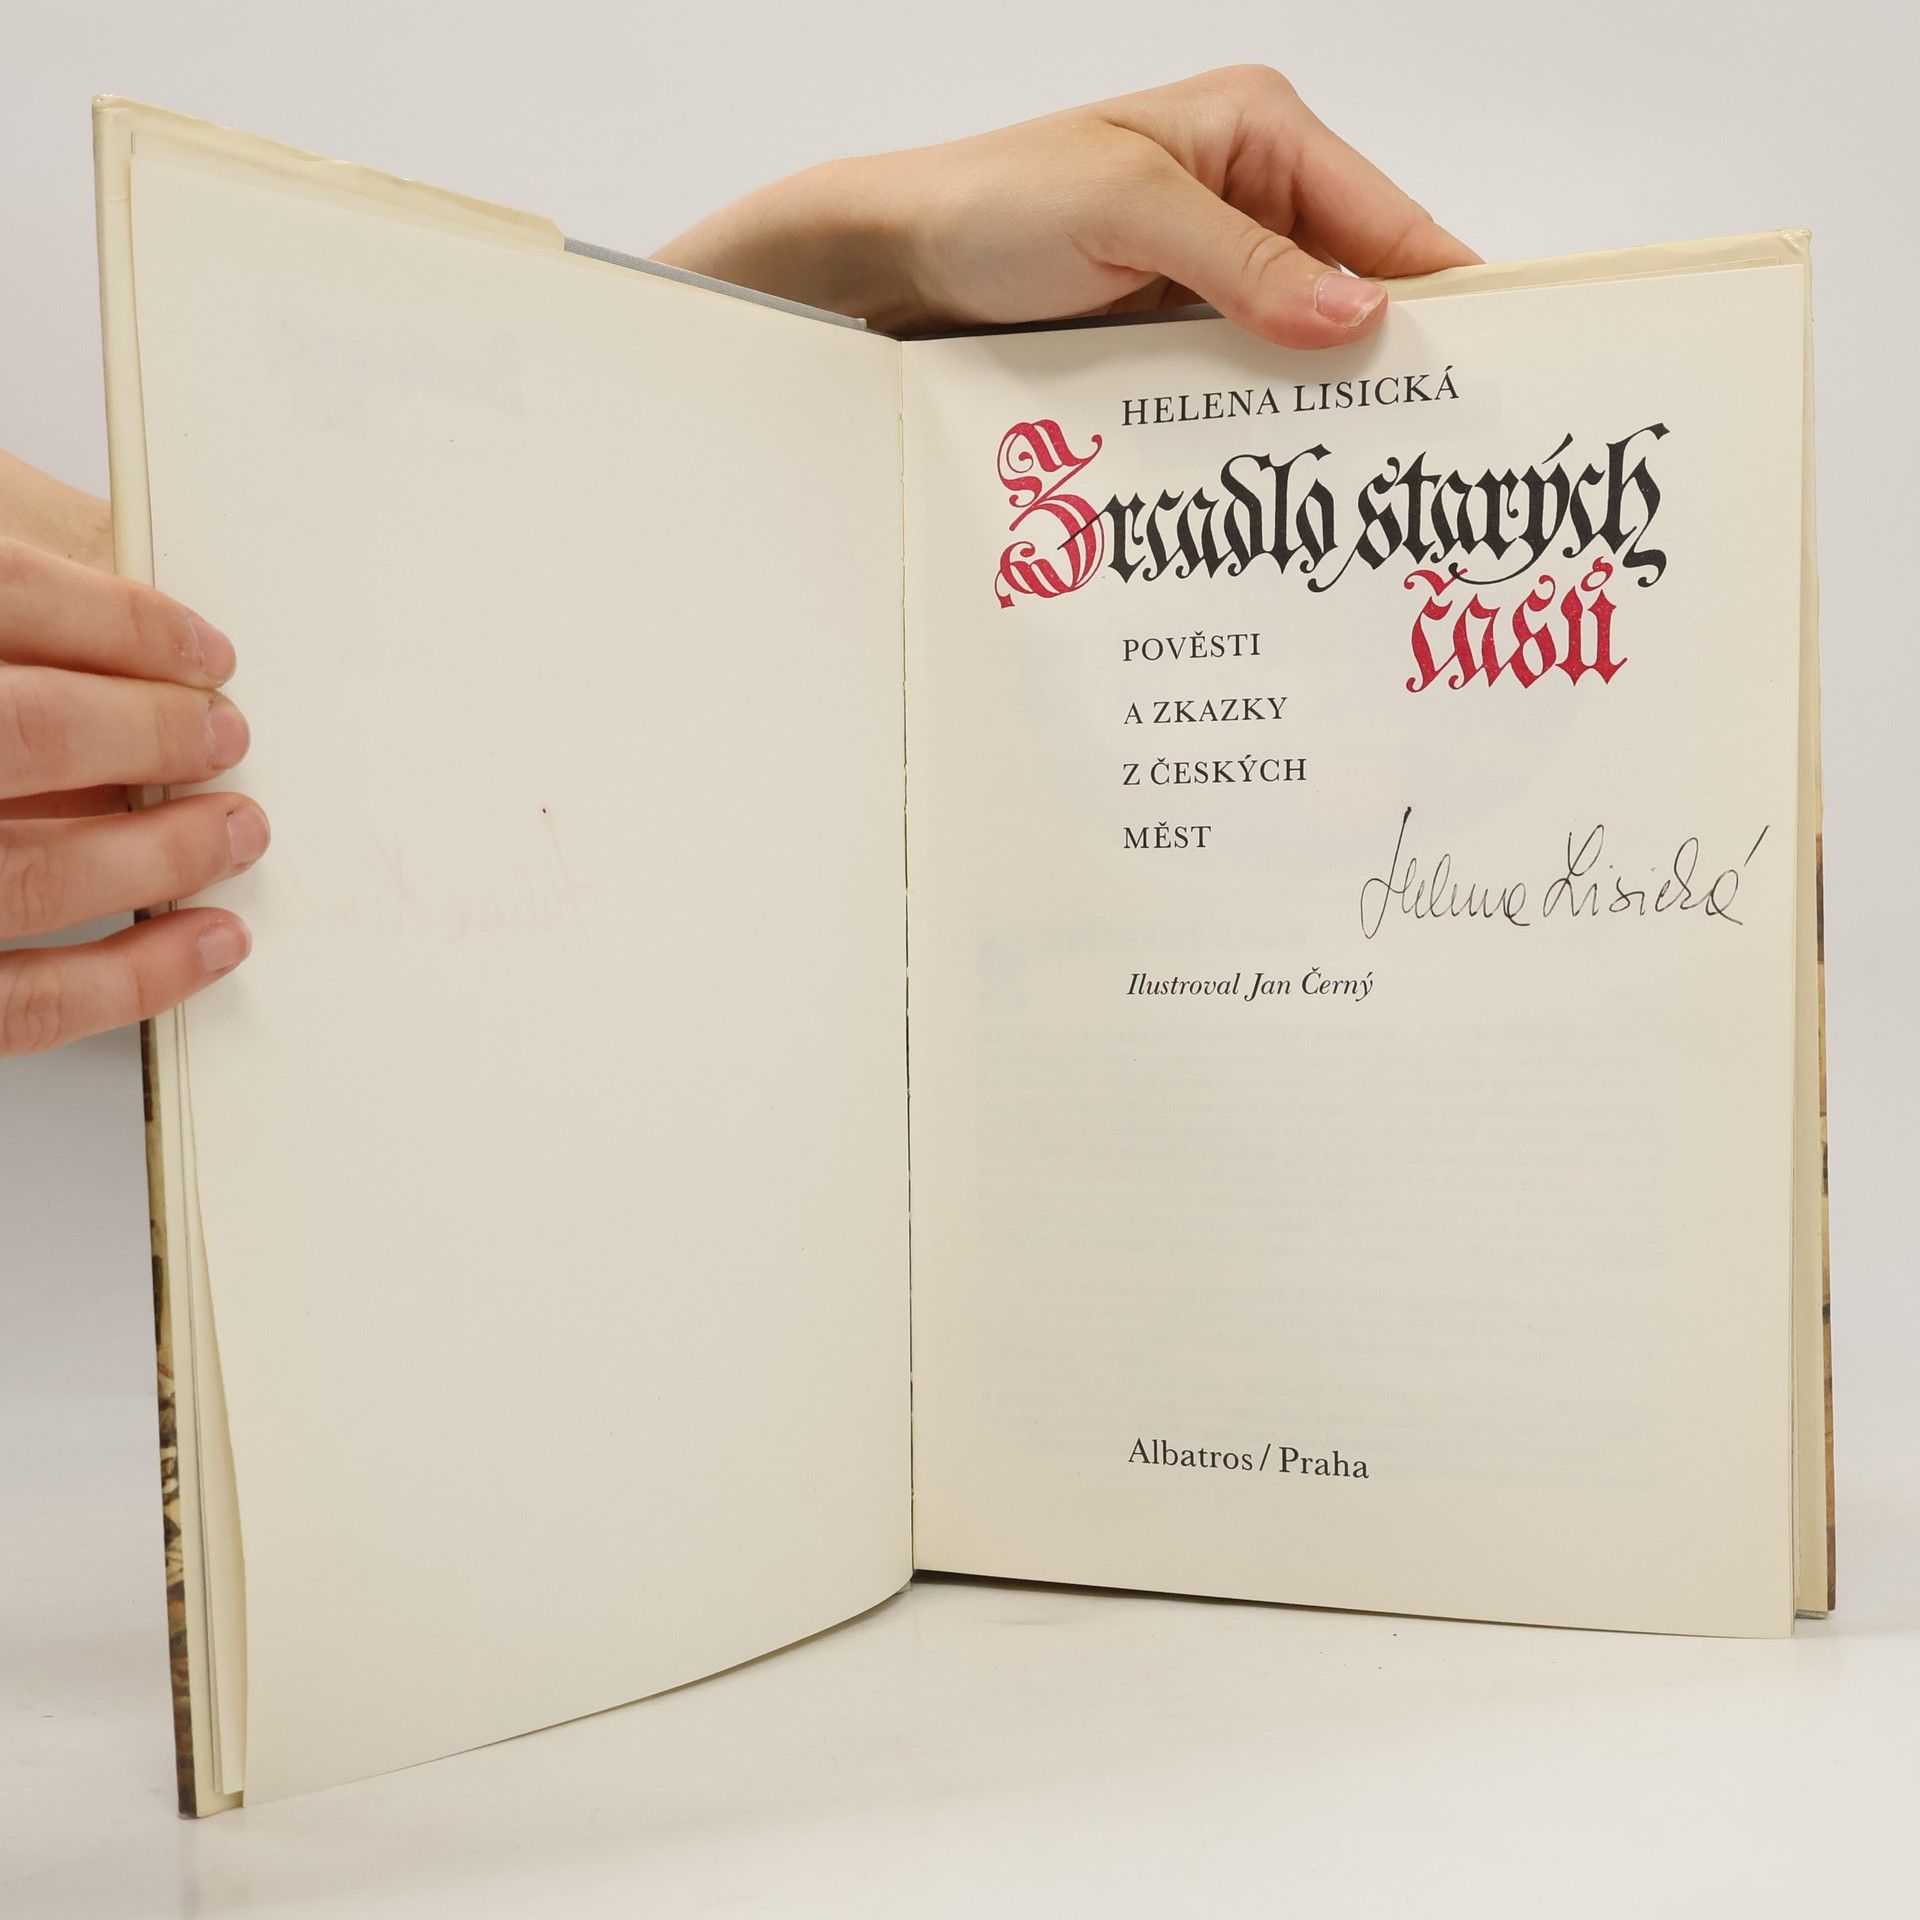 HELENA LISICKÁ
Zrcadlo starých
časů
POVĚSTI
A ZKAZKY
Z ČESKÝCH
MĚST
Helena Lisická
Ilustroval Jan Černý
Albatros / Praha